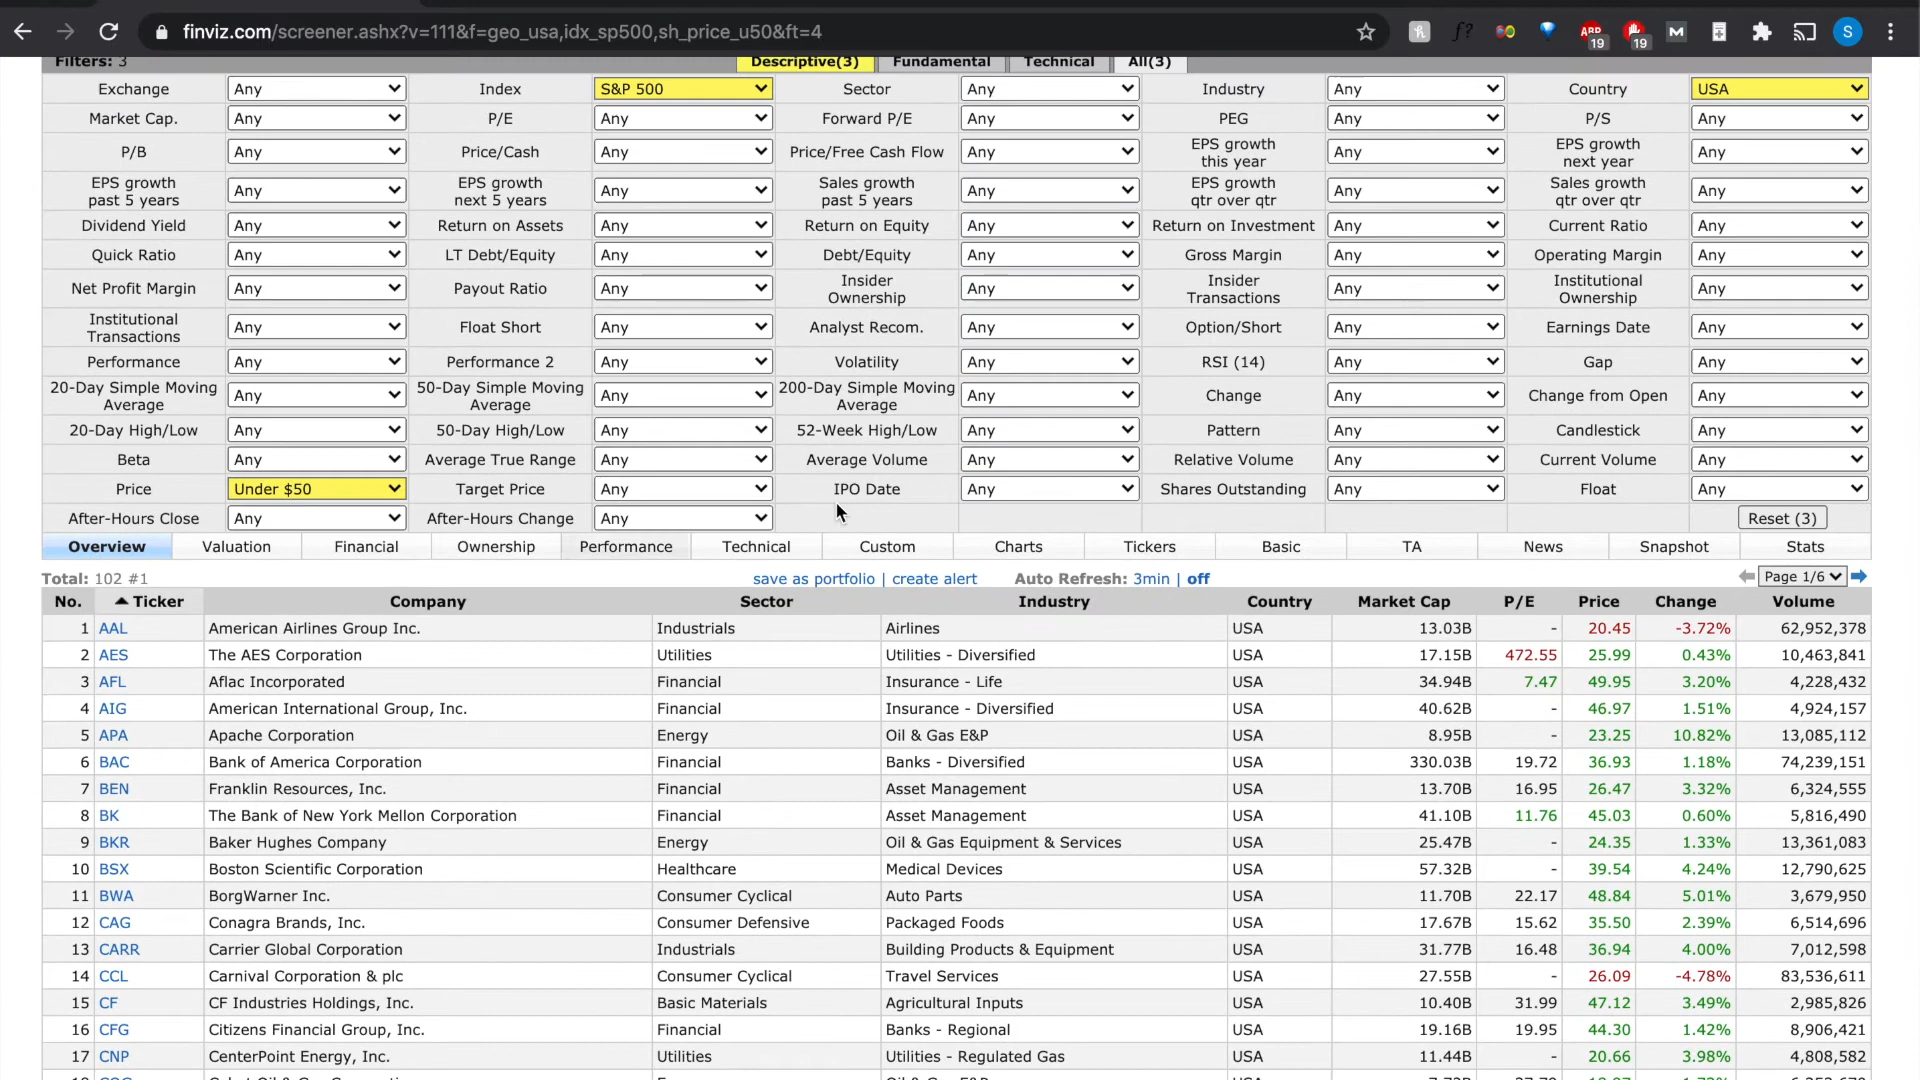 finviz.com/screener.ashx?v=111&f=geo_usa,idx_sp500,sh_price_u50&ft=4
ABP 19 19 M S
Filters: 3 Descriptive(3) Fundamental Technical All(3)
Exchange Any Index S&P 500 Sector Any Industry Any Country USA
Market Cap. Any P/E Any Forward P/E Any PEG Any P/S Any
P/B Any Price/Cash Any Price/Free Cash Flow Any EPS growth this year Any EPS growth next year Any
EPS growth past 5 years Any EPS growth next 5 years Any Sales growth past 5 years Any EPS growth qtr over qtr Any Sales growth qtr over qtr Any
Dividend Yield Any Return on Assets Any Return on Equity Any Return on Investment Any Current Ratio Any
Quick Ratio Any LT Debt/Equity Any Debt/Equity Any Gross Margin Any Operating Margin Any
Net Profit Margin Any Payout Ratio Any Insider Ownership Any Insider Transactions Any Institutional Ownership Any
Institutional Transactions Any Float Short Any Analyst Recom. Any Option/Short Any Earnings Date Any
Performance Any Performance 2 Any Volatility Any RSI (14) Any Gap Any
20-Day Simple Moving Average Any 50-Day Simple Moving Average Any 200-Day Simple Moving Average Any Change Any Change from Open Any
20-Day High/Low Any 50-Day High/Low Any 52-Week High/Low Any Pattern Any Candlestick Any
Beta Any Average True Range Any Average Volume Any Relative Volume Any Current Volume Any
Price Under $50 Target Price Any IPO Date Any Shares Outstanding Any Float Any
After-Hours Close Any After-Hours Change Any Reset (3)
Overview Valuation Financial Ownership Performance Technical Custom Charts Tickers Basic TA News Snapshot Stats
Total: 102 #1 save as portfolio | create alert Auto Refresh: 3min | off Page 1/6
No. Ticker Company Sector Industry Country Market Cap P/E Price Change Volume
1 AAL American Airlines Group Inc. Industrials Airlines USA 13.03B - 20.45 -3.72% 62,952,378
2 AES The AES Corporation Utilities Utilities - Diversified USA 17.15B 472.55 25.99 0.43% 10,463,841
3 AFL Aflac Incorporated Financial Insurance - Life USA 34.94B 7.47 49.95 3.20% 4,228,432
4 AIG American International Group, Inc. Financial Insurance - Diversified USA 40.62B - 46.97 1.51% 4,924,157
5 APA Apache Corporation Energy Oil & Gas E&P USA 8.95B - 23.25 10.82% 13,085,112
6 BAC Bank of America Corporation Financial Banks - Diversified USA 330.03B 19.72 36.93 1.18% 74,239,151
7 BEN Franklin Resources, Inc. Financial Asset Management USA 13.70B 16.95 26.47 3.32% 6,324,555
8 BK The Bank of New York Mellon Corporation Financial Asset Management USA 41.10B 11.76 45.03 0.60% 5,816,490
9 BKR Baker Hughes Company Energy Oil & Gas Equipment & Services USA 25.47B - 24.35 1.33% 13,361,083
10 BSX Boston Scientific Corporation Healthcare Medical Devices USA 57.32B - 39.54 4.24% 12,790,625
11 BWA BorgWarner Inc. Consumer Cyclical Auto Parts USA 11.70B 22.17 48.84 5.01% 3,679,950
12 CAG Conagra Brands, Inc. Consumer Defensive Packaged Foods USA 17.67B 15.62 35.50 2.39% 6,514,696
13 CARR Carrier Global Corporation Industrials Building Products & Equipment USA 31.77B 16.48 36.94 4.00% 7,012,598
14 CCL Carnival Corporation & plc Consumer Cyclical Travel Services USA 27.55B - 26.09 -4.78% 83,536,611
15 CF CF Industries Holdings, Inc. Basic Materials Agricultural Inputs USA 10.40B 31.99 47.12 3.49% 2,985,826
16 CFG Citizens Financial Group, Inc. Financial Banks - Regional USA 19.16B 19.95 44.30 1.42% 8,906,421
17 CNP CenterPoint Energy, Inc. Utilities Utilities - Regulated Gas USA 11.44B - 20.66 3.98% 4,808,582